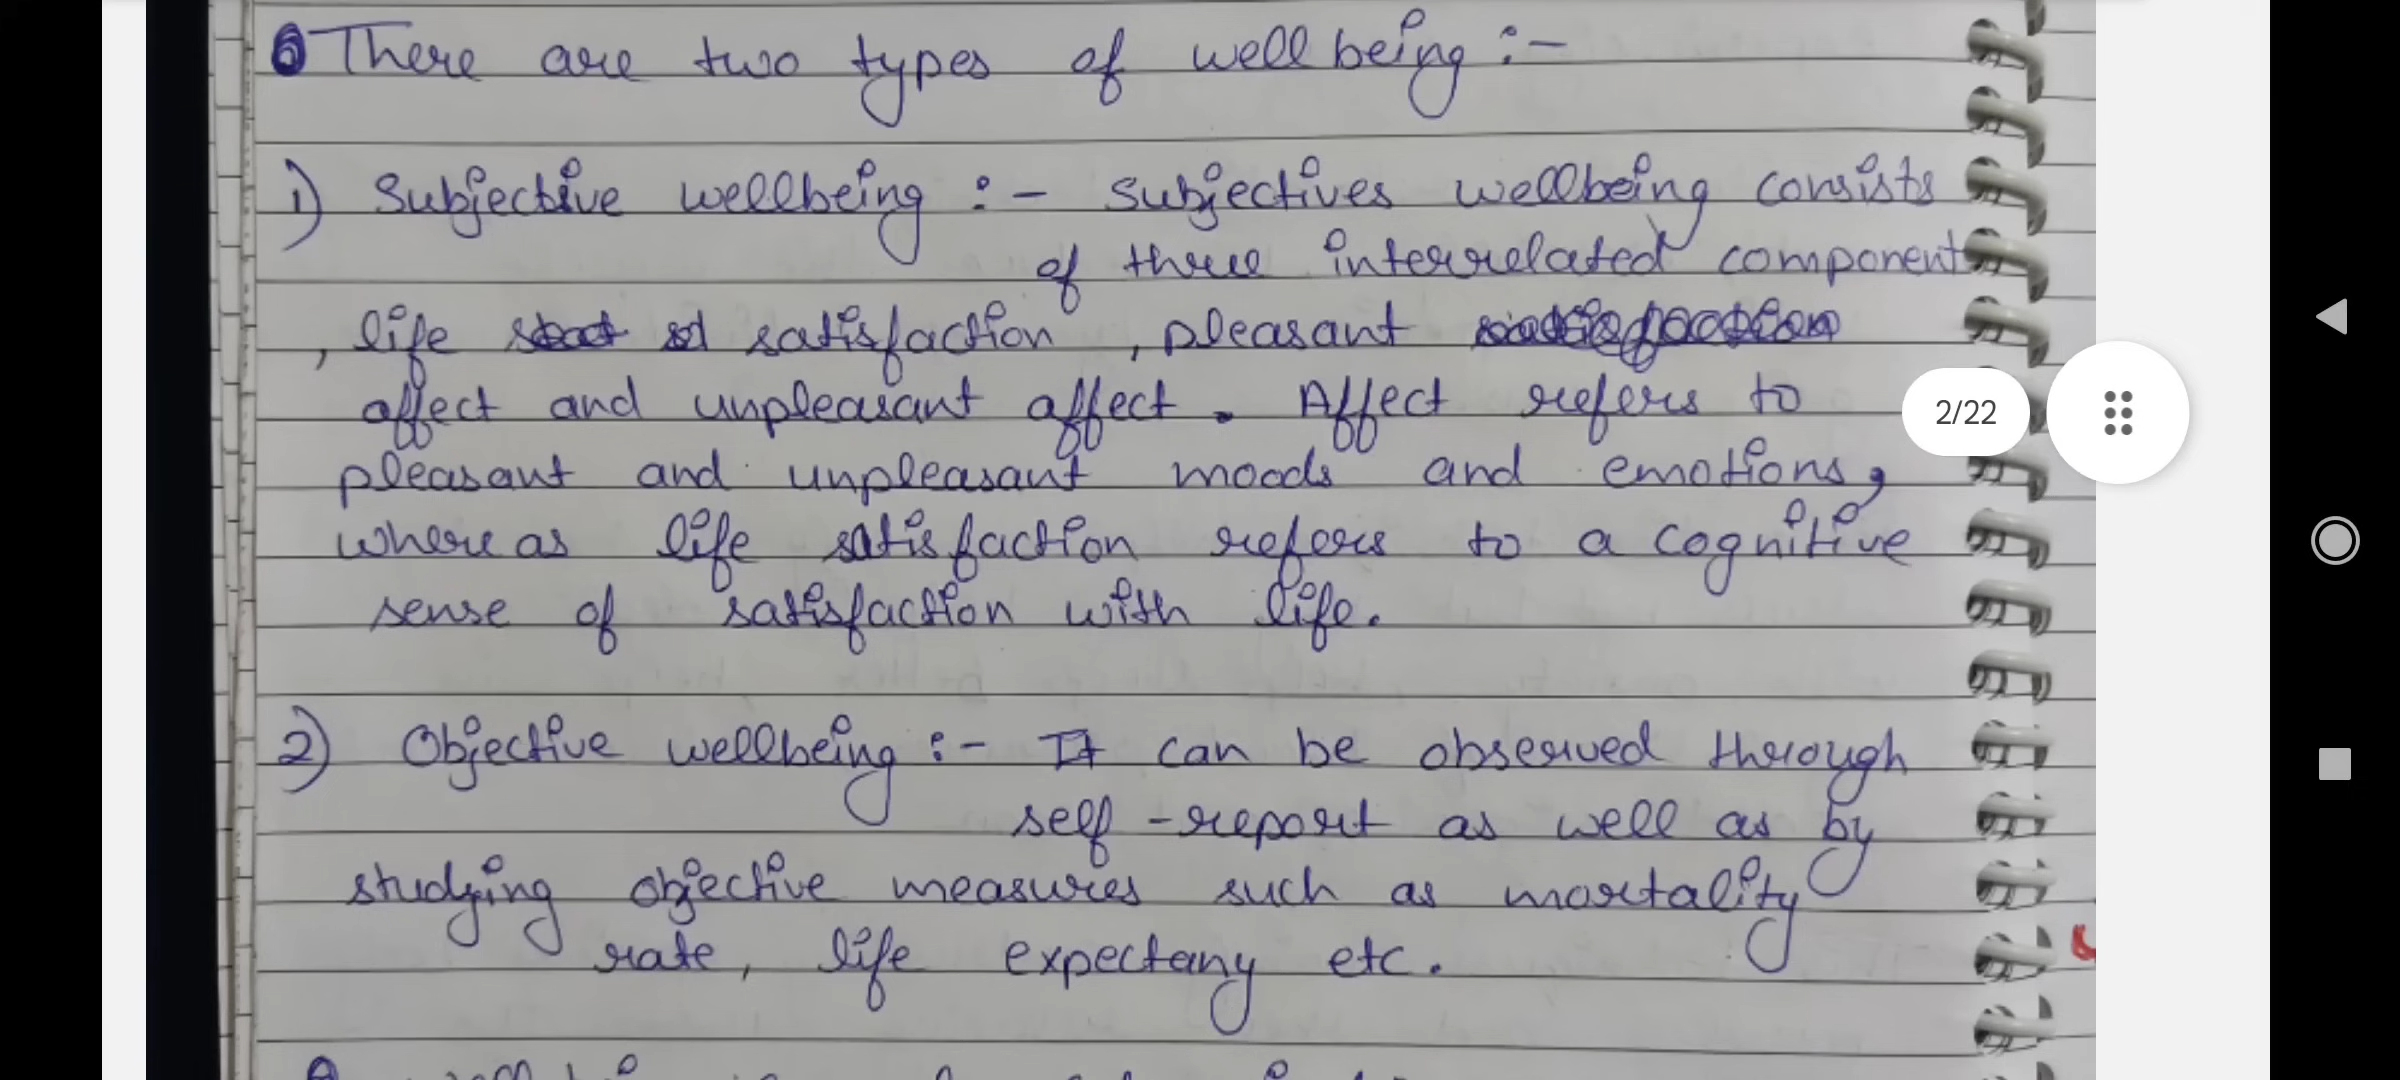 There are two types of well being :-
1) Subjective wellbeing :- Subjectives wellbeing consists
of three interrelated component
, life satisfaction, pleasant
affect and unpleasant affect. Affect refers to
pleasant and unpleasant moods and emotions,
where as life satisfaction refers to a cognitive
sense of satisfaction with life.
2/22
2) Objective wellbeing :- It can be observed through
self-report as well as by
studying objective measures such as mortality
rate, life expectany etc.